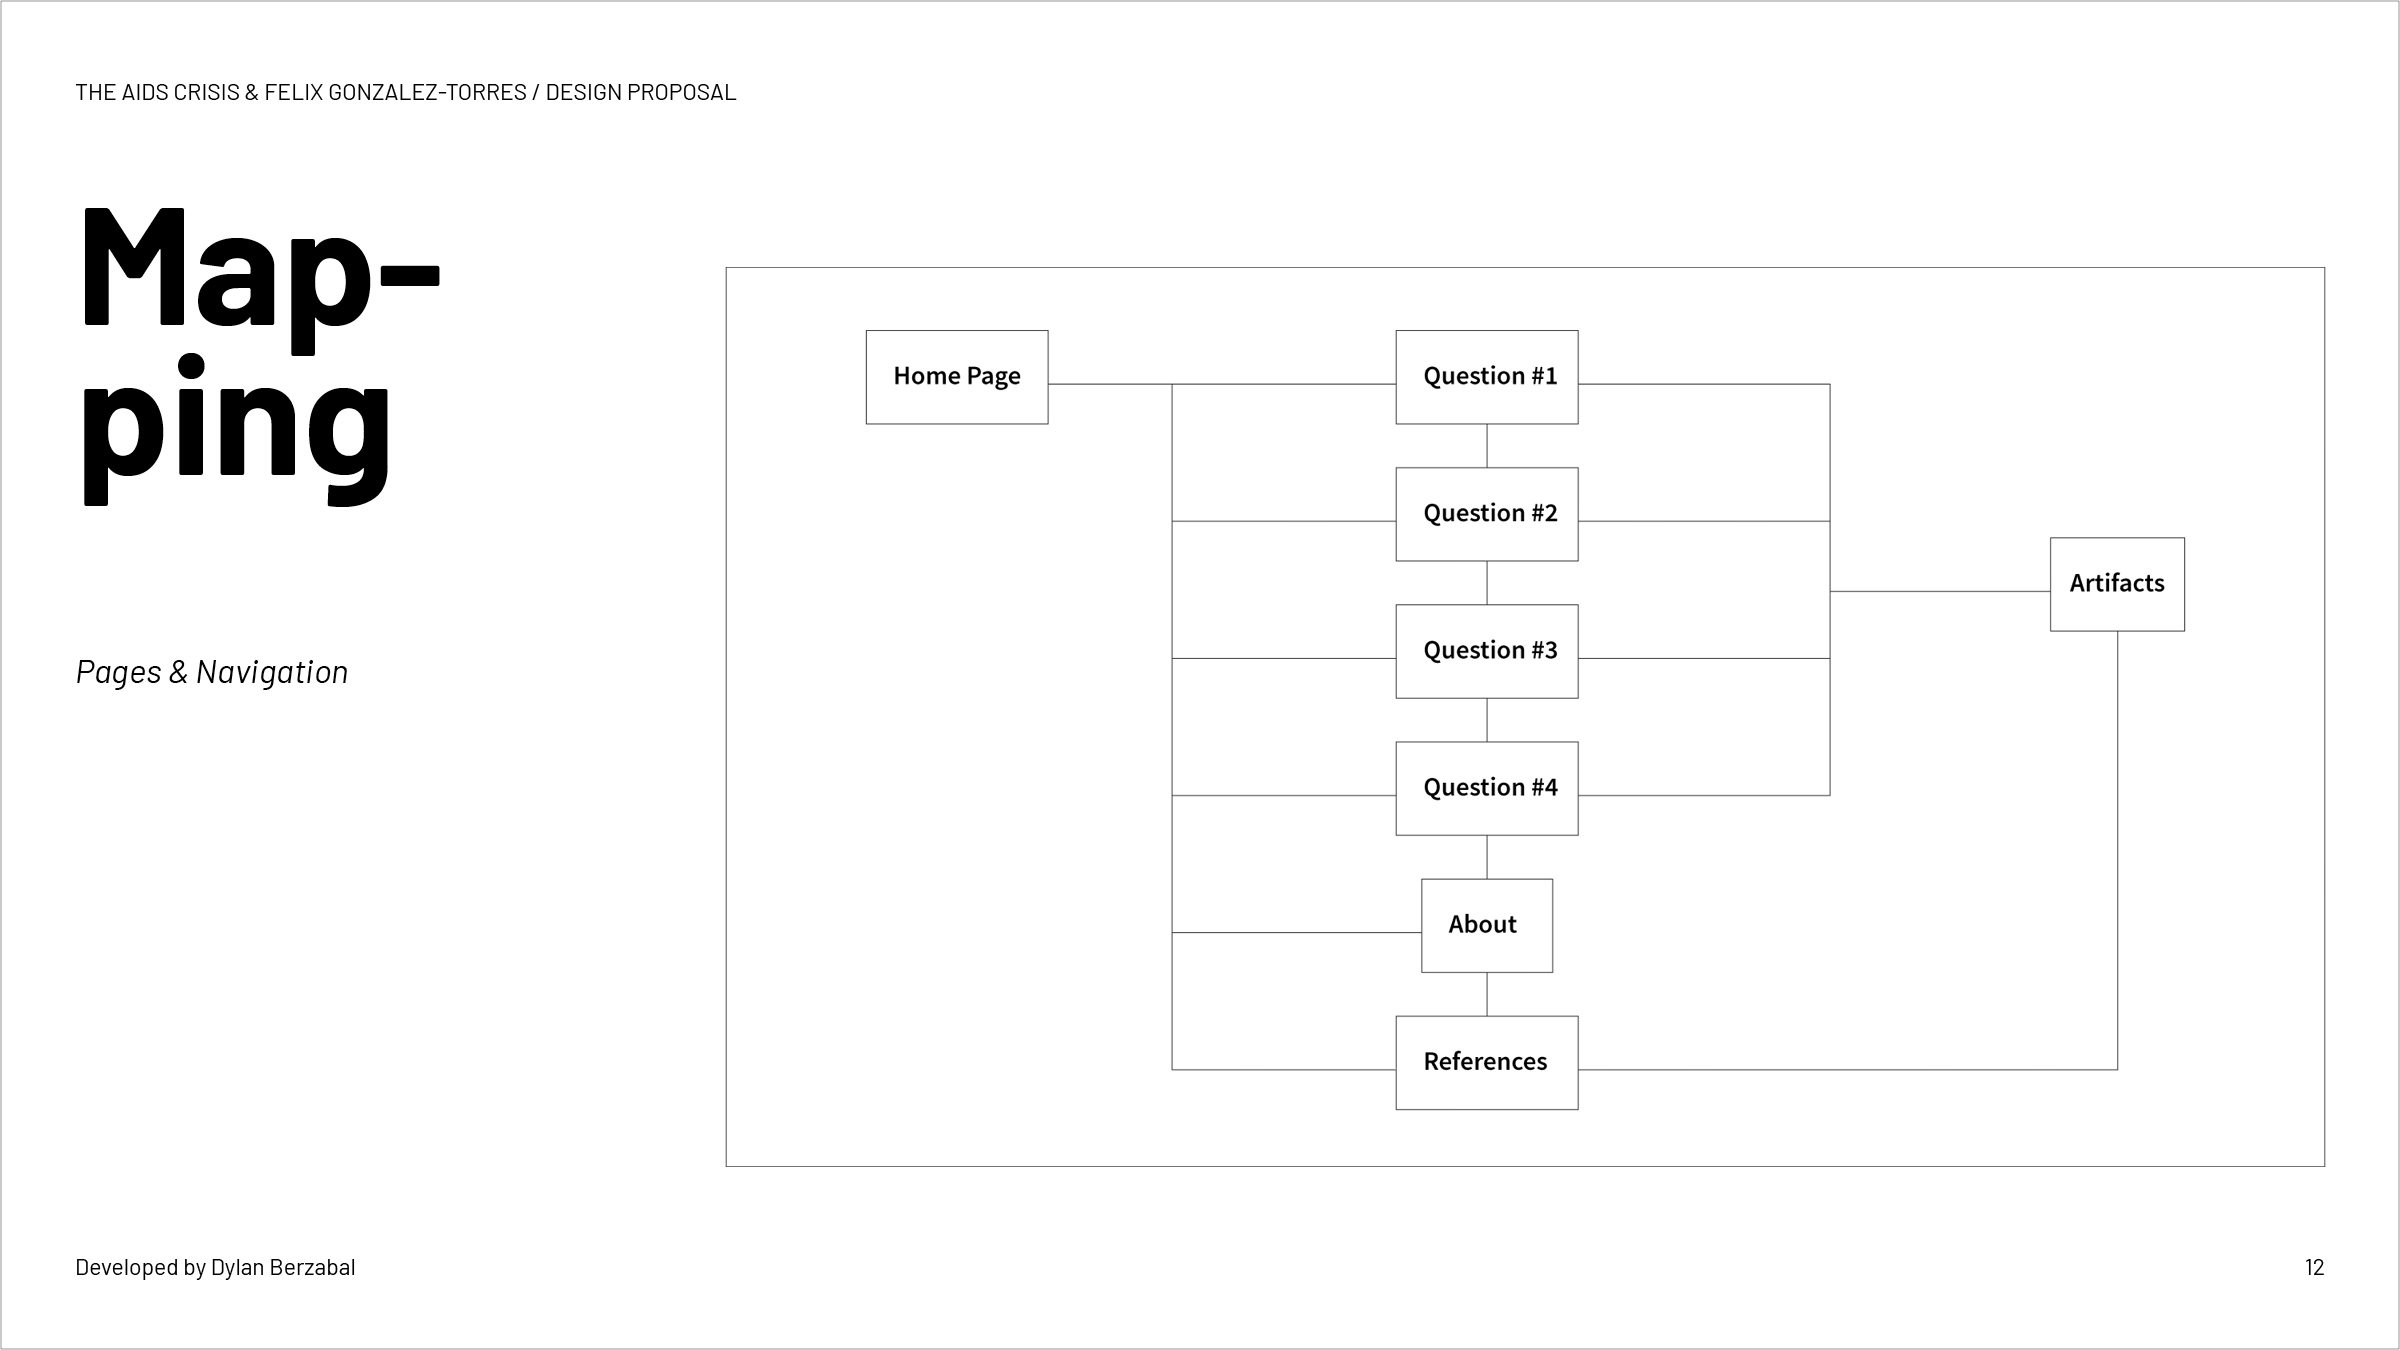 THE AIDS CRISIS & FELIX GONZALEZ-TORRES / DESIGN PROPOSAL
Map-
ping
Pages & Navigation
Home Page
Question #1
Question #2
Question #3
Question #4
About
References
Artifacts
Developed by Dylan Berzabal
12